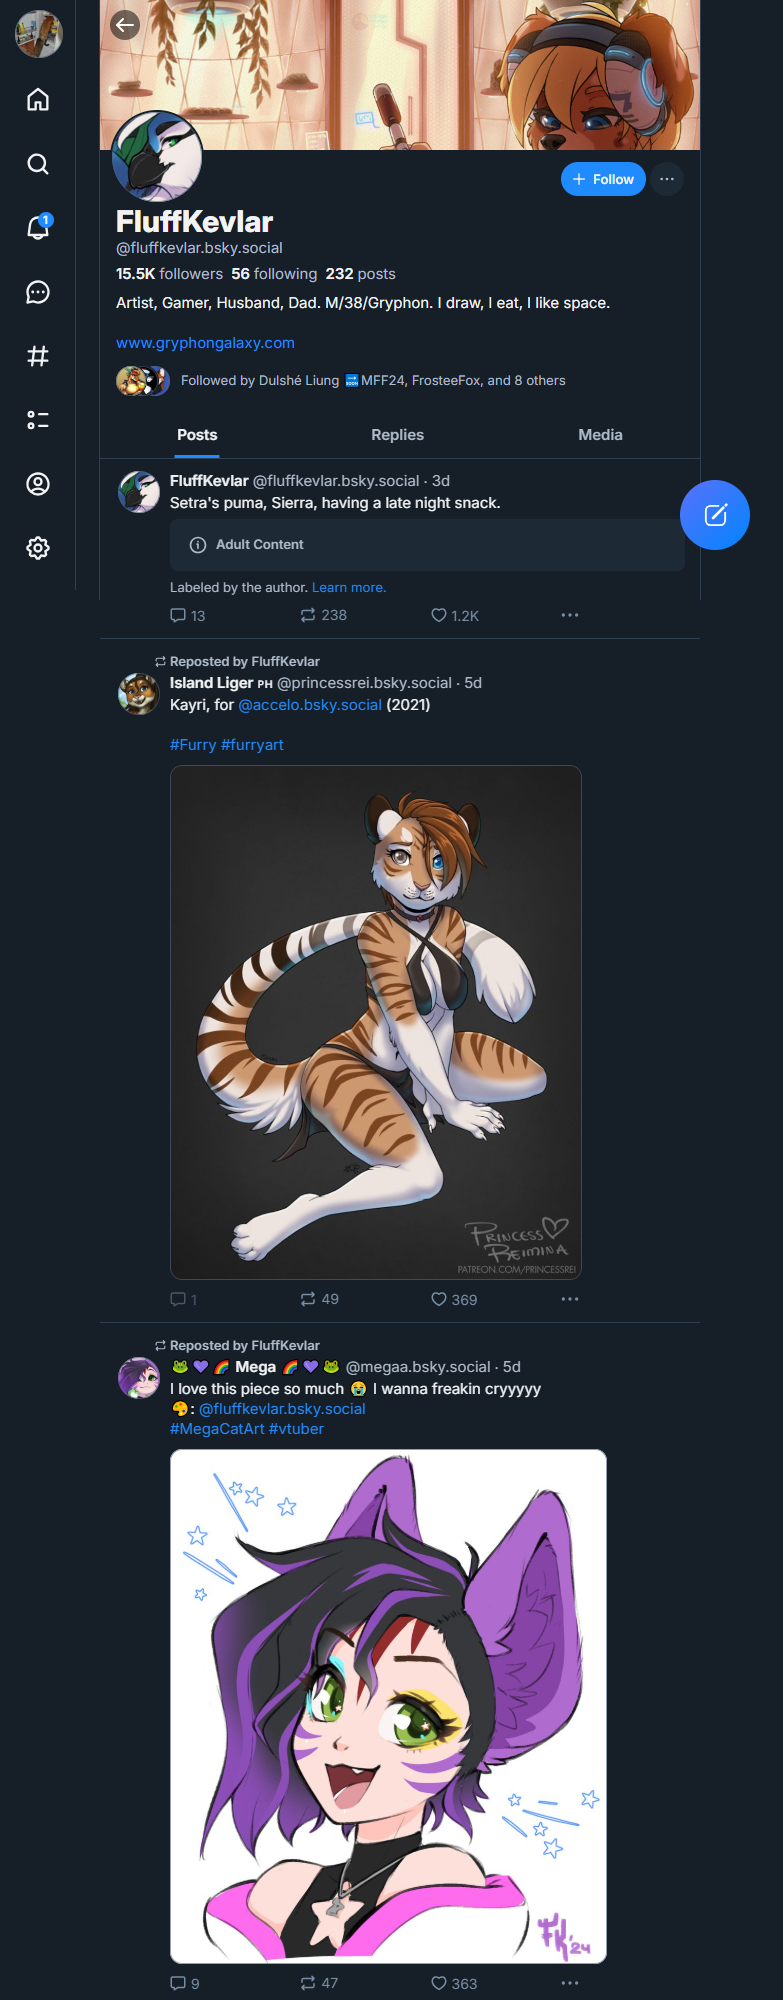 Follow
1
FluffKevlar
@fluffkevlar.bsky.social
15.5K followers 56 following 232 posts
Artist, Gamer, Husband, Dad. M/38/Gryphon. I draw, I eat, I like space.
www.gryphongalaxy.com
Followed by Dulshé Liung 🔜MFF24, FrosteeFox, and 8 others
Posts Replies Media
FluffKevlar @fluffkevlar.bsky.social · 3d
Setra's puma, Sierra, having a late night snack.
Adult Content
Labeled by the author. Learn more.
13 238 1.2K
Reposted by FluffKevlar
Island Liger PH @princessrei.bsky.social · 5d
Kayri, for @accelo.bsky.social (2021)
#Furry #furryart
PRINCESS
REIMINA
PATREON.COM/PRINCESSREI
1 49 369
Reposted by FluffKevlar
🐸💜🌈 Mega 🌈💜🐸 @megaa.bsky.social · 5d
I love this piece so much 😭 I wanna freakin cryyyyy
🎨: @fluffkevlar.bsky.social
#MegaCatArt #vtuber
FK '24
9 47 363